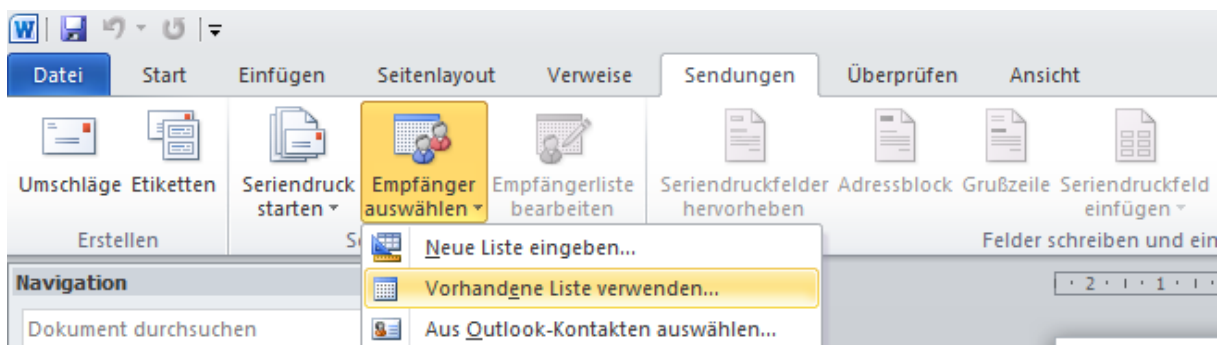 Datei Start Einfügen Seitenlayout Verweise Sendungen Überprüfen Ansicht
Umschläge Etiketten Seriendruck Empfänger Empfängerliste Seriendruckfelder Adressblock Grußzeile Seriendruckfeld
starten auswählen bearbeiten hervorheben einfügen
Erstellen Felder schreiben und ein
Neue Liste eingeben...
Navigation
Vorhandene Liste verwenden...
2 1
Dokument durchsuchen
Aus Outlook-Kontakten auswählen...